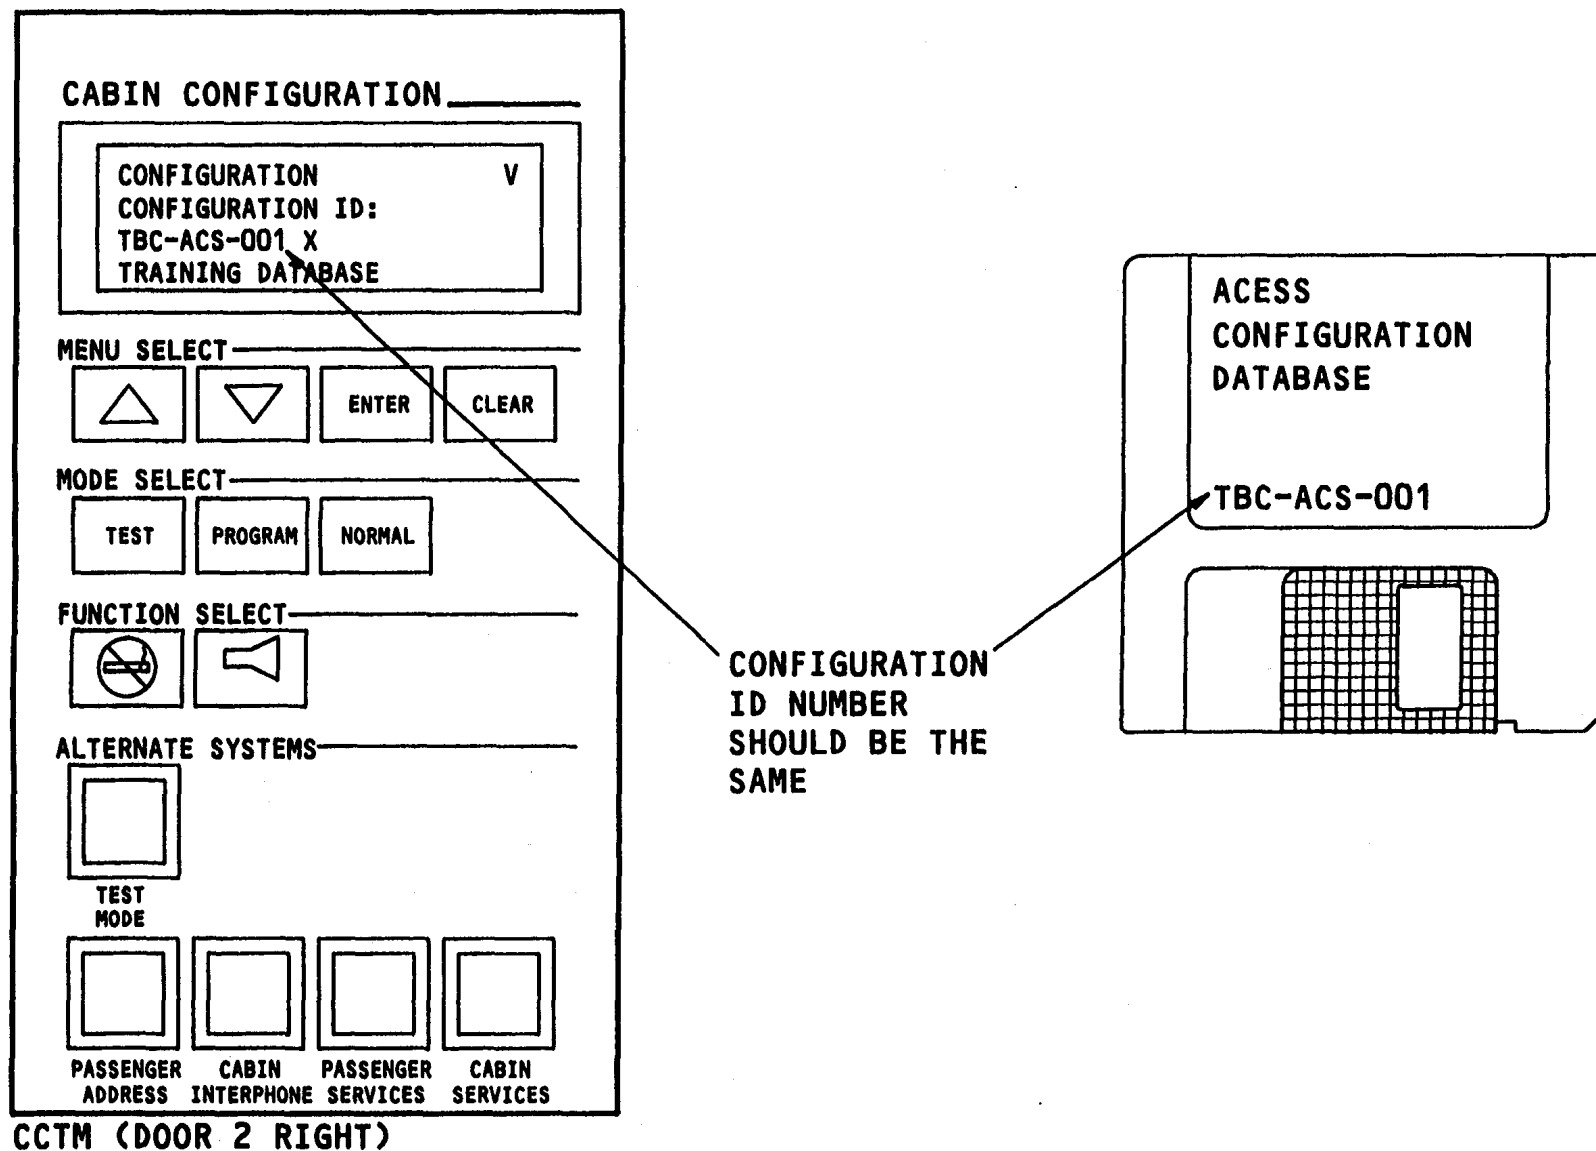 CABIN CONFIGURATION
CONFIGURATION V
CONFIGURATION ID:
TBC-ACS-001 X
TRAINING DATABASE
MENU SELECT
ENTER CLEAR
MODE SELECT
TEST PROGRAM NORMAL
FUNCTION SELECT
ALTERNATE SYSTEMS
TEST
MODE
PASSENGER CABIN PASSENGER CABIN
ADDRESS INTERPHONE SERVICES SERVICES
CCTM (DOOR 2 RIGHT)
CONFIGURATION
ID NUMBER
SHOULD BE THE
SAME
ACESS
CONFIGURATION
DATABASE
TBC-ACS-001